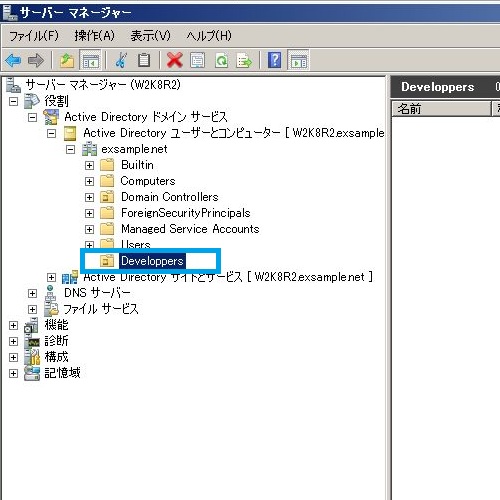 サーバー マネージャー
ファイル(F) 操作(A) 表示(V) ヘルプ(H)
サーバー マネージャー (W2K8R2)
役割
Active Directory ドメイン サービス
Active Directory ユーザーとコンピューター [ W2K8R2.exsample
exsample.net
Builtin
Computers
Domain Controllers
ForeignSecurityPrincipals
Managed Service Accounts
Users
Developpers
Active Directory サイトとサービス [ W2K8R2.exsample.net ]
DNS サーバー
ファイル サービス
機能
診断
構成
記憶域
Developpers
名前